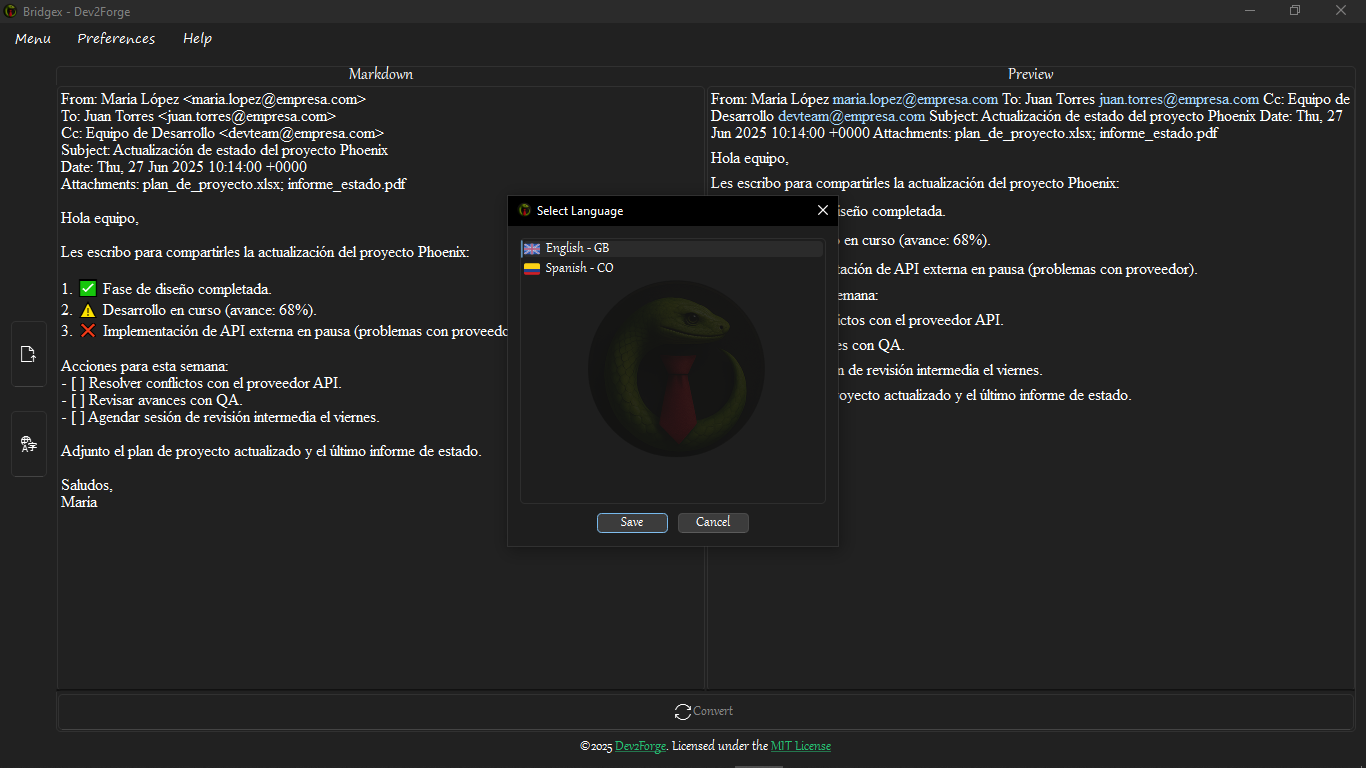 Bridgex - Dev2Forge
Menu Preferences Help
Markdown
From: María López <maria.lopez@empresa.com>
To: Juan Torres <juan.torres@empresa.com>
Cc: Equipo de Desarrollo <devteam@empresa.com>
Subject: Actualización de estado del proyecto Phoenix
Date: Thu, 27 Jun 2025 10:14:00 +0000
Attachments: plan_de_proyecto.xlsx; informe_estado.pdf
Hola equipo,
Les escribo para compartirles la actualización del proyecto Phoenix:
1. ✅ Fase de diseño completada.
2. ⚠️ Desarrollo en curso (avance: 68%).
3. ❌ Implementación de API externa en pausa (problemas con proveedo
Acciones para esta semana:
- [ ] Resolver conflictos con el proveedor API.
- [ ] Revisar avances con QA.
- [ ] Agendar sesión de revisión intermedia el viernes.
Adjunto el plan de proyecto actualizado y el último informe de estado.
Saludos,
María
Preview
From: María López maria.lopez@empresa.com To: Juan Torres juan.torres@empresa.com Cc: Equipo de
Desarrollo devteam@empresa.com Subject: Actualización de estado del proyecto Phoenix Date: Thu, 27
Jun 2025 10:14:00 +0000 Attachments: plan_de_proyecto.xlsx; informe_estado.pdf
Hola equipo,
Les escribo para compartirles la actualización del proyecto Phoenix:
iseño completada.
en curso (avance: 68%).
tación de API externa en pausa (problemas con proveedor).
emana:
ictos con el proveedor API.
es con QA.
n de revisión intermedia el viernes.
oyecto actualizado y el último informe de estado.
Select Language
English - GB
Spanish - CO
Save Cancel
Convert
©2025 Dev2Forge. Licensed under the MIT License